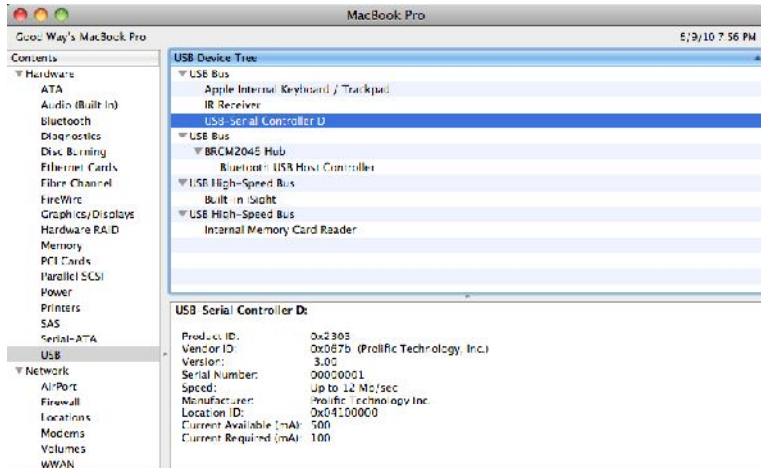 MacBook Pro
Good Way's MacBook Pro 6/9/10 7:56 PM
Contents
Hardware
ATA
Audio (Built In)
Bluetooth
Diagnostics
Disc Burning
Ethernet Cards
Fibre Channel
FireWire
Graphics/Displays
Hardware RAID
Memory
PCI Cards
Parallel SCSI
Power
Printers
SAS
Serial-ATA
USB
Network
AirPort
Firewall
Locations
Modems
Volumes
WWAN
USB Device Tree
USB Bus
Apple Internal Keyboard / Trackpad
IR Receiver
USB-Serial Controller D
USB Bus
BRCM2046 Hub
Bluetooth USB Host Controller
USB High-Speed Bus
Built-in iSight
USB High-Speed Bus
Internal Memory Card Reader
USB-Serial Controller D:
Product ID: 0x2303
Vendor ID: 0x067b (Prolific Technology, Inc.)
Version: 3.00
Serial Number: 00000001
Speed: Up to 12 Mb/sec
Manufacturer: Prolific Technology Inc.
Location ID: 0x04100000
Current Available (mA): 500
Current Required (mA): 100